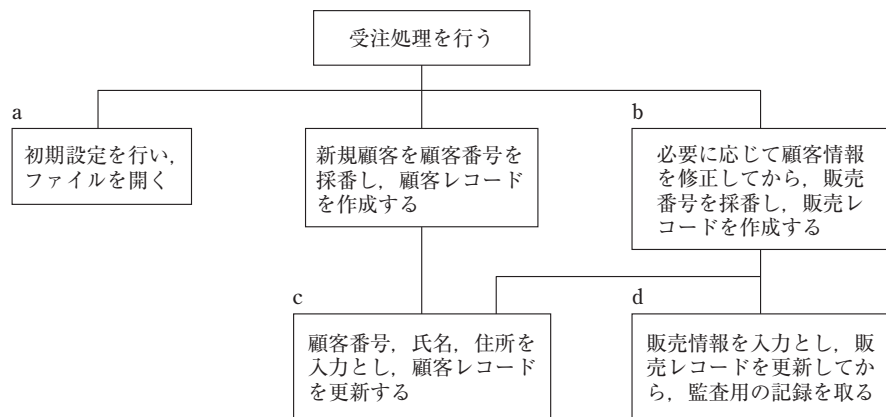 受注処理を行う
a
初期設定を行い,
ファイルを開く
新規顧客を顧客番号を
採番し，顧客レコード
を作成する
b
必要に応じて顧客情報
を修正してから，販売
番号を採番し，販売レ
コードを作成する
c
顧客番号，氏名，住所を
入力とし，顧客レコード
を更新する
d
販売情報を入力とし，販
売レコードを更新してか
ら，監査用の記録を取る